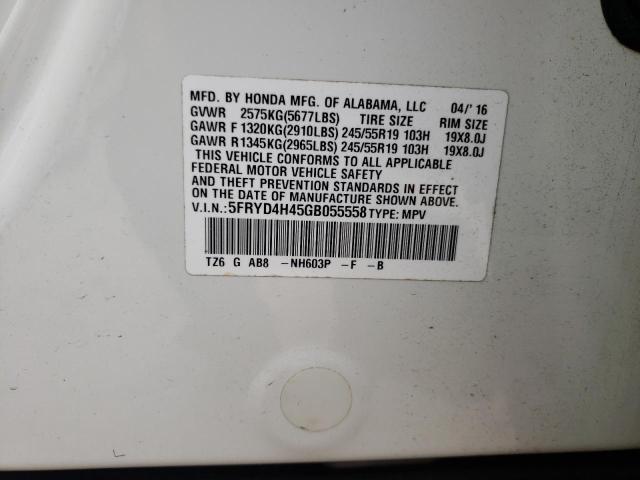 MFD. BY HONDA MFG. OF ALABAMA, LLC 04/'16
GVWR 2575KG(5677LBS) TIRE SIZE RIM SIZE
GAWR F 1320KG(2910LBS) 245/55R19 103H 19X8.0J
GAWR R1345KG(2965LBS) 245/55R19 103H 19X8.0J
THIS VEHICLE CONFORMS TO ALL APPLICABLE
FEDERAL MOTOR VEHICLE SAFETY
AND THEFT PREVENTION STANDARDS IN EFFECT
ON THE DATE OF MANUFACTURE SHOWN ABOVE.
V.I.N.:5FRYD4H45GB055558 TYPE: MPV
TZ6 G AB8 -NH603P -F -B